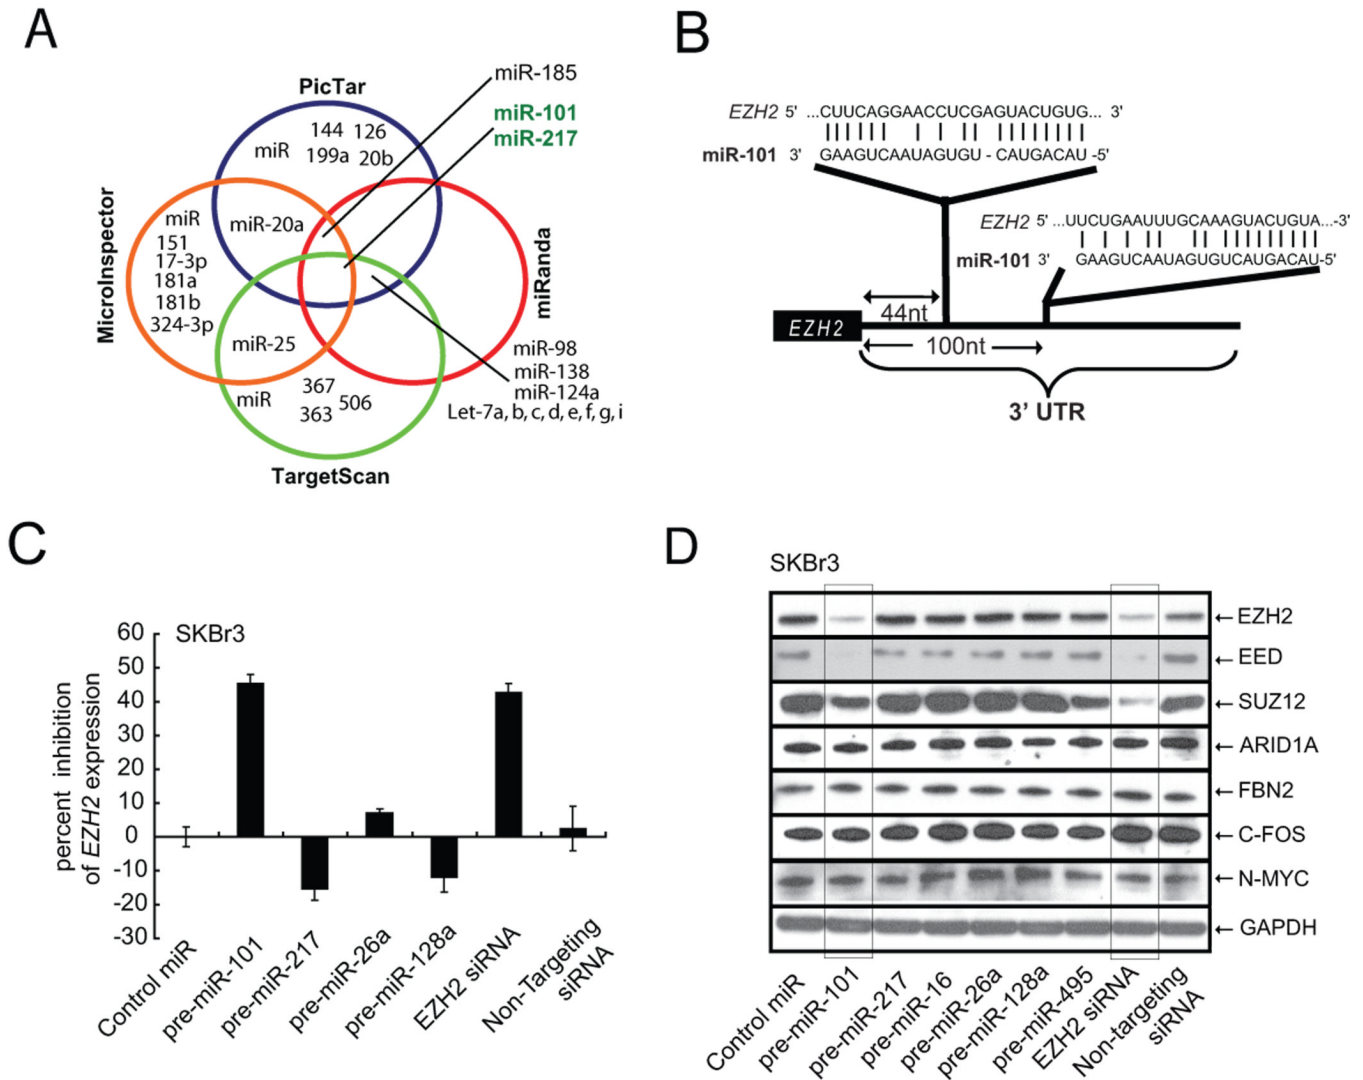 A
PicTar
miR-185
miR-101
miR-217
144 126
miR
199a 20b
MicroInspector
miR
miR-20a
151
17-3p
181a
181b
324-3p
miRanda
miR-25
miR-98
miR-138
miR-124a
Let-7a, b, c, d, e, f, g, i
367
miR
506
363
TargetScan
B
EZH2 5' ...CUUCAGGAACCUCGAGUACUGUG... 3'
miR-101 3' GAAGUCAAUAGUGU - CAUGACAU -5'
EZH2 5' ...UUCUGAAUUUGCAAAGUACUGUA...-3'
miR-101 3' GAAGUCAAUAGUGUCAUGACAU-5'
44nt
EZH2
100nt
3' UTR
C
SKBr3
percent inhibition
of EZH2 expression
60
50
40
30
20
10
0
-10
-20
-30
Control miR
pre-miR-101
pre-miR-217
pre-miR-26a
pre-miR-128a
EZH2 siRNA
Non-Targeting
siRNA
D
SKBr3
←EZH2
←EED
←SUZ12
←ARID1A
←FBN2
←C-FOS
←N-MYC
←GAPDH
Control miR
pre-miR-101
pre-miR-217
pre-miR-16
pre-miR-26a
pre-miR-128a
pre-miR-495
EZH2 siRNA
Non-targeting
siRNA